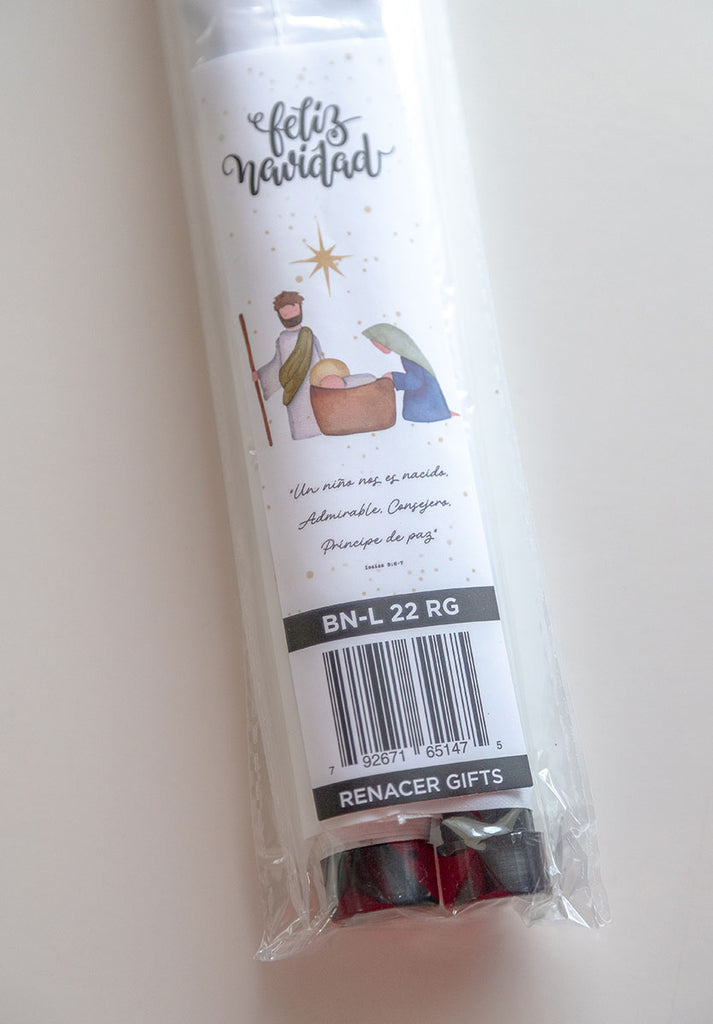 feliz
navidad
"Un niño nos es nacido,
Admirable, Consejero,
Príncipe de paz"
Isaías 9:6-7
BN-L 22 RG
7 92671 65147 5
RENACER GIFTS